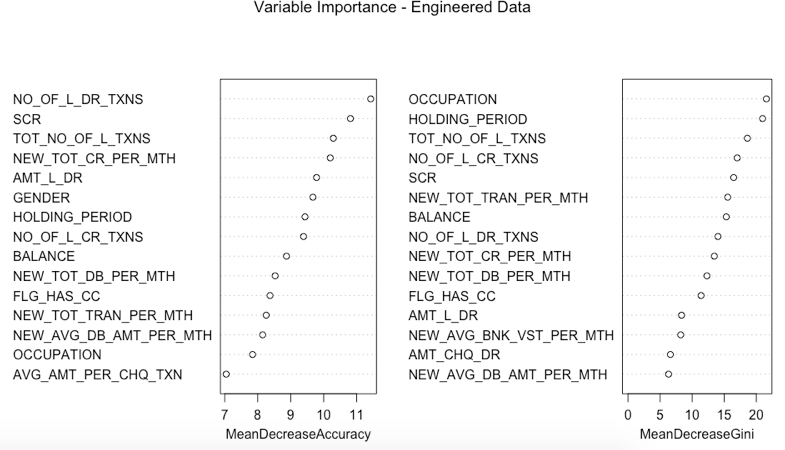 Variable Importance - Engineered Data
NO_OF_L_DR_TXNS
SCR
TOT_NO_OF_L_TXNS
NEW_TOT_CR_PER_MTH
AMT_L_DR
GENDER
HOLDING_PERIOD
NO_OF_L_CR_TXNS
BALANCE
NEW_TOT_DB_PER_MTH
FLG_HAS_CC
NEW_TOT_TRAN_PER_MTH
NEW_AVG_DB_AMT_PER_MTH
OCCUPATION
AVG_AMT_PER_CHQ_TXN
7 8 9 10 11
MeanDecreaseAccuracy
OCCUPATION
HOLDING_PERIOD
TOT_NO_OF_L_TXNS
NO_OF_L_CR_TXNS
SCR
NEW_TOT_TRAN_PER_MTH
BALANCE
NO_OF_L_DR_TXNS
NEW_TOT_CR_PER_MTH
NEW_TOT_DB_PER_MTH
FLG_HAS_CC
AMT_L_DR
NEW_AVG_BNK_VST_PER_MTH
AMT_CHQ_DR
NEW_AVG_DB_AMT_PER_MTH
0 5 10 15 20
MeanDecreaseGini